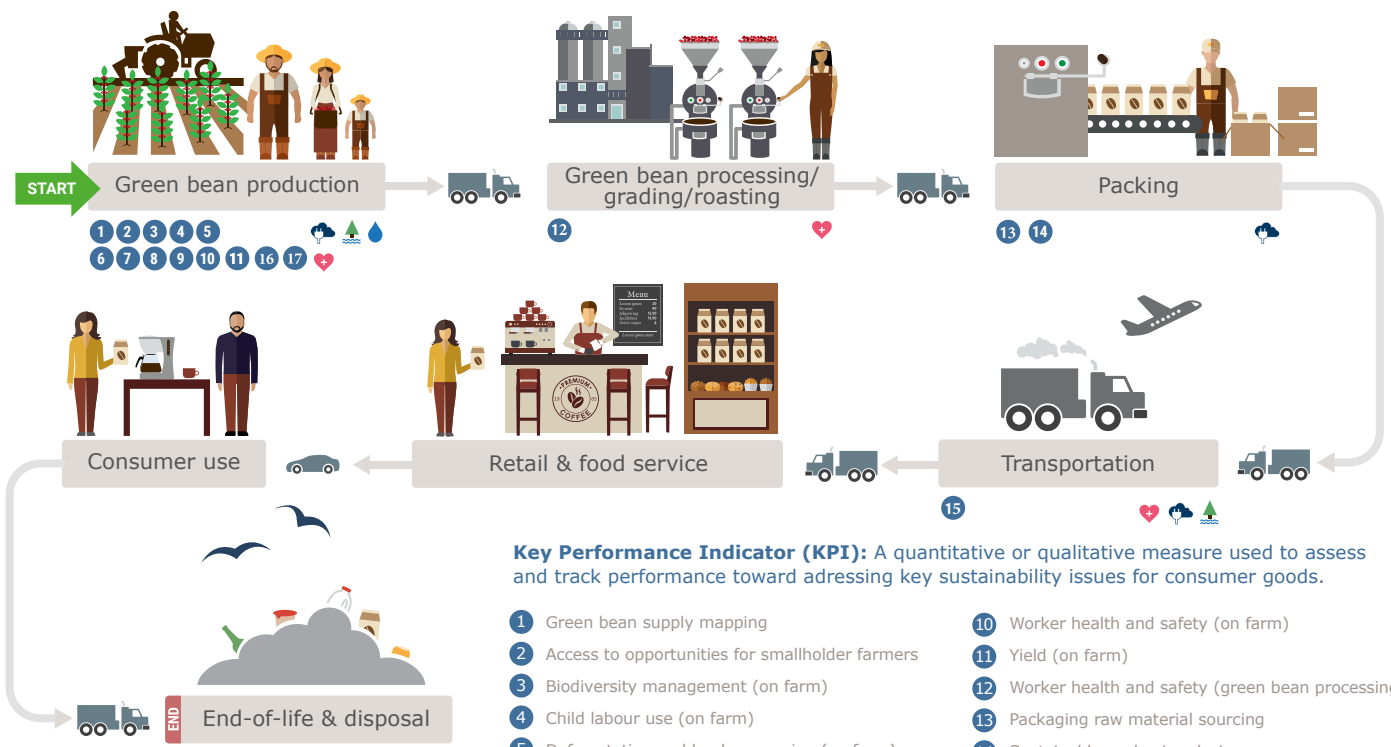 START
Green bean production
Green bean processing/
grading/roasting
Packing
1 2 3 4 5
6 7 8 9 10 11 16 17
12
13 14
Menu
PREMIUM
19 65
COFFEE
Consumer use
Retail & food service
Transportation
15
Key Performance Indicator (KPI): A quantitative or qualitative measure used to assess
and track performance toward adressing key sustainability issues for consumer goods.
1 Green bean supply mapping
2 Access to opportunities for smallholder farmers
3 Biodiversity management (on farm)
4 Child labour use (on farm)
10 Worker health and safety (on farm)
11 Yield (on farm)
12 Worker health and safety (green bean processing
13 Packaging raw material sourcing
END
End-of-life & disposal